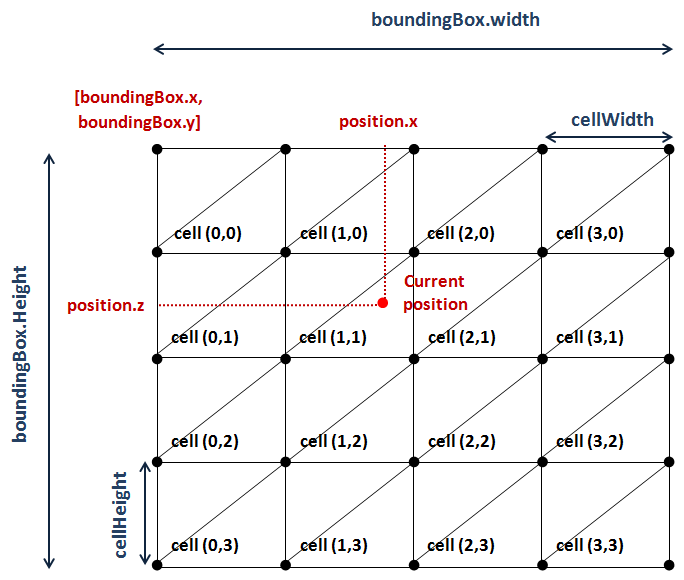 boundingBox.width
[boundingBox.x,
boundingBox.y]
position.x
cellWidth
cell (0,0)
cell (1,0)
cell (2,0)
cell (3,0)
boundingBox.Height
position.z
Current
position
cell (0,1)
cell (1,1)
cell (2,1)
cell (3,1)
cell (0,2)
cell (1,2)
cell (2,2)
cell (3,2)
cellHeight
cell (0,3)
cell (1,3)
cell (2,3)
cell (3,3)